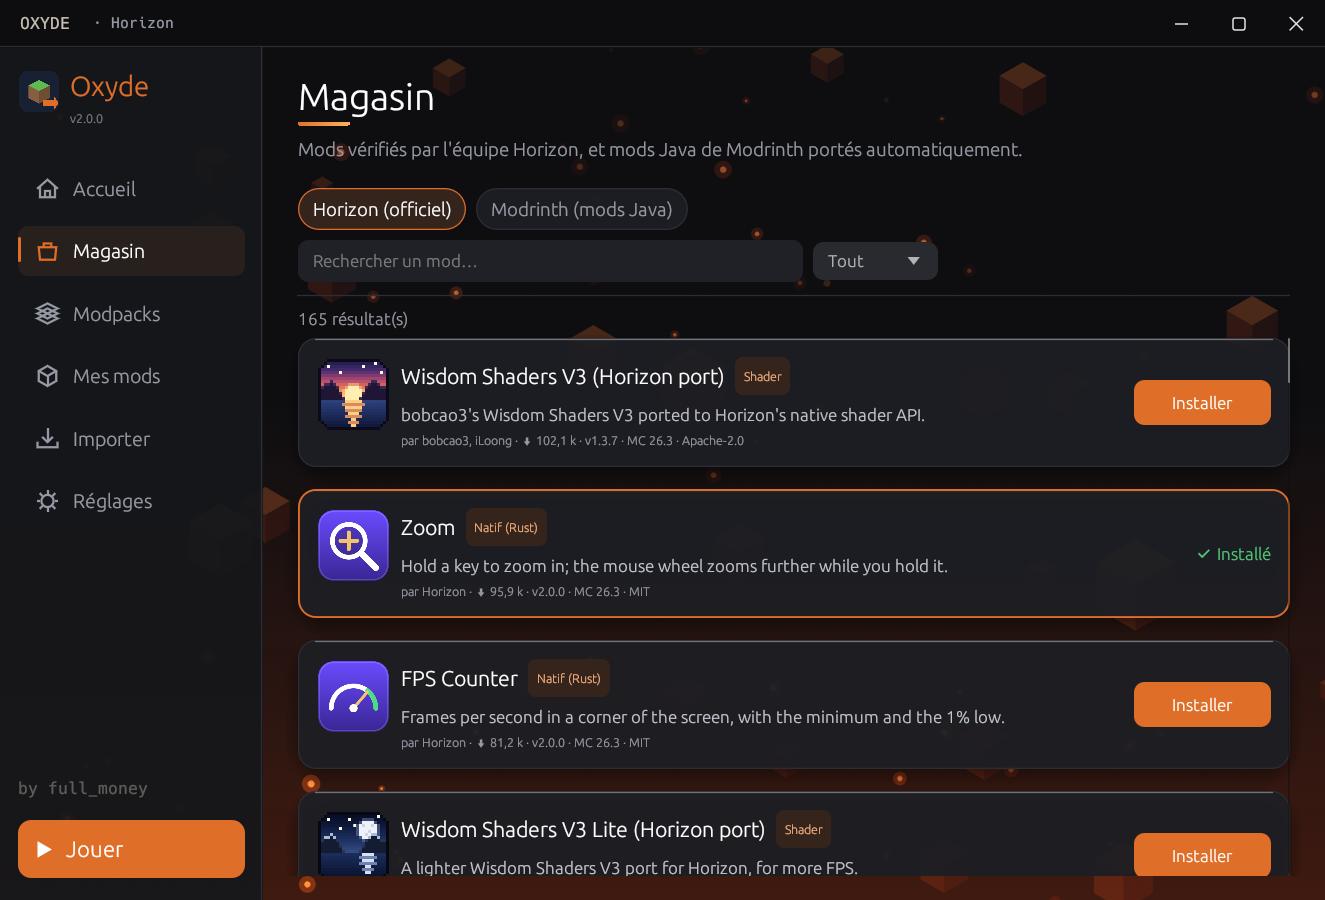 OXYDE · Horizon
Oxyde
v2.0.0
Accueil
Magasin
Modpacks
Mes mods
Importer
Réglages
by full_money
Jouer
Magasin
Mods vérifiés par l'équipe Horizon, et mods Java de Modrinth portés automatiquement.
Horizon (officiel) Modrinth (mods Java)
Rechercher un mod... Tout
165 résultat(s)
Wisdom Shaders V3 (Horizon port) Shader
bobcao3's Wisdom Shaders V3 ported to Horizon's native shader API.
par bobcao3, iLoong · 102,1 k · v1.3.7 · MC 26.3 · Apache-2.0
Installer
Zoom Natif (Rust)
Hold a key to zoom in; the mouse wheel zooms further while you hold it.
par Horizon · 95,9 k · v2.0.0 · MC 26.3 · MIT
Installé
FPS Counter Natif (Rust)
Frames per second in a corner of the screen, with the minimum and the 1% low.
par Horizon · 81,2 k · v2.0.0 · MC 26.3 · MIT
Installer
Wisdom Shaders V3 Lite (Horizon port) Shader
A lighter Wisdom Shaders V3 port for Horizon, for more FPS.
Installer